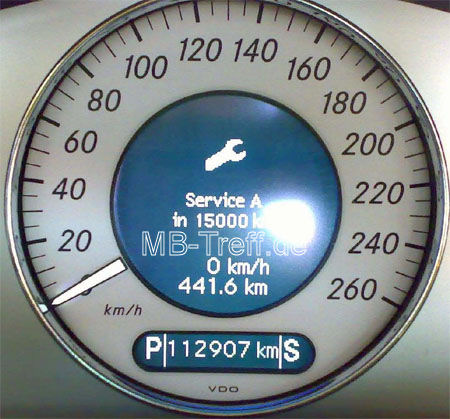 120 140
100 160
80 180
60 200
40 220
20 240
260
Service A
in 15000 k
MB-Treff.de
0 km/h
441.6 km
km/h
P 112907 km S
VDO